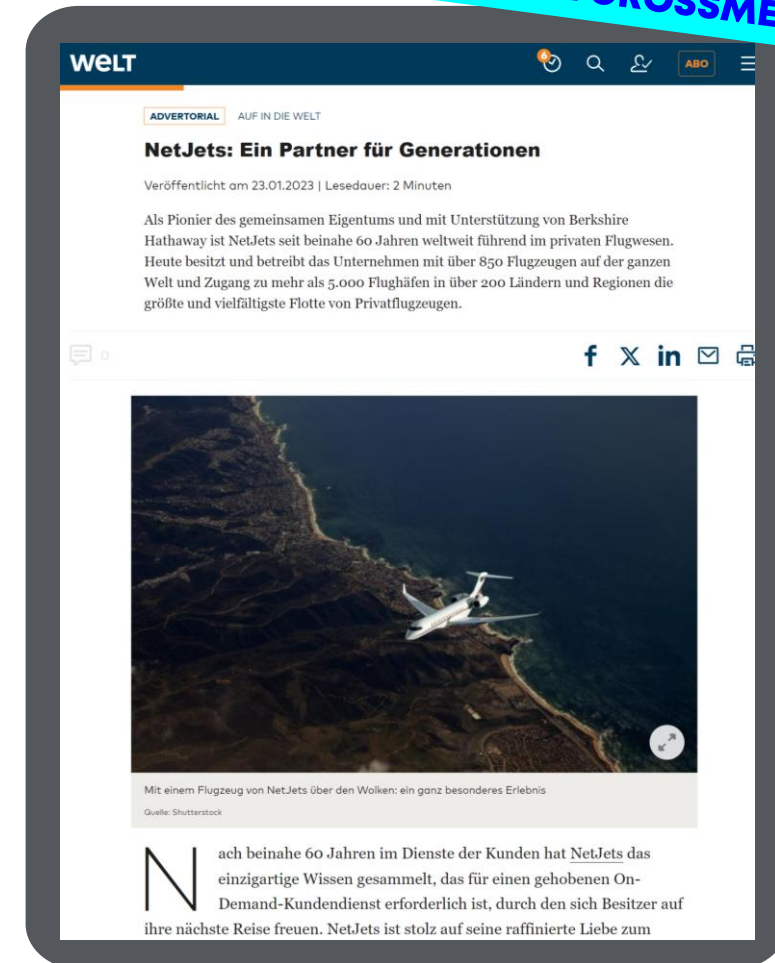 WELT
6
ABO
ADVERTORIAL AUF IN DIE WELT
NetJets: Ein Partner für Generationen
Veröffentlicht am 23.01.2023 | Lesedauer: 2 Minuten
Als Pionier des gemeinsamen Eigentums und mit Unterstützung von Berkshire
Hathaway ist NetJets seit beinahe 60 Jahren weltweit führend im privaten Flugwesen.
Heute besitzt und betreibt das Unternehmen mit über 850 Flugzeugen auf der ganzen
Welt und Zugang zu mehr als 5.000 Flughäfen in über 200 Ländern und Regionen die
größte und vielfältigste Flotte von Privatflugzeugen.
0
f X in
Mit einem Flugzeug von NetJets über den Wolken: ein ganz besonderes Erlebnis
Quelle: Shutterstock
Nach beinahe 60 Jahren im Dienste der Kunden hat NetJets das
einzigartige Wissen gesammelt, das für einen gehobenen On-
Demand-Kundendienst erforderlich ist, durch den sich Besitzer auf
ihre nächste Reise freuen. NetJets ist stolz auf seine raffinierte Liebe zum